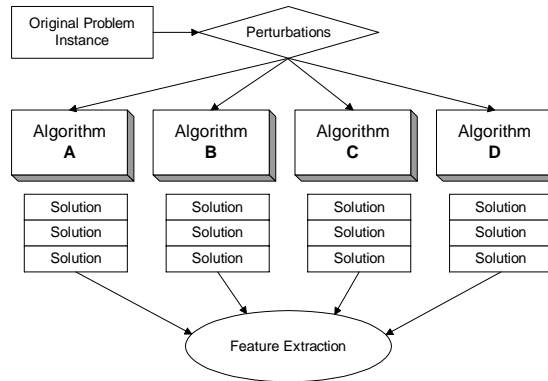 Original Problem
Instance
Perturbations
Algorithm
A
Algorithm
B
Algorithm
C
Algorithm
D
Solution
Solution
Solution
Solution
Solution
Solution
Solution
Solution
Solution
Solution
Solution
Solution
Feature Extraction